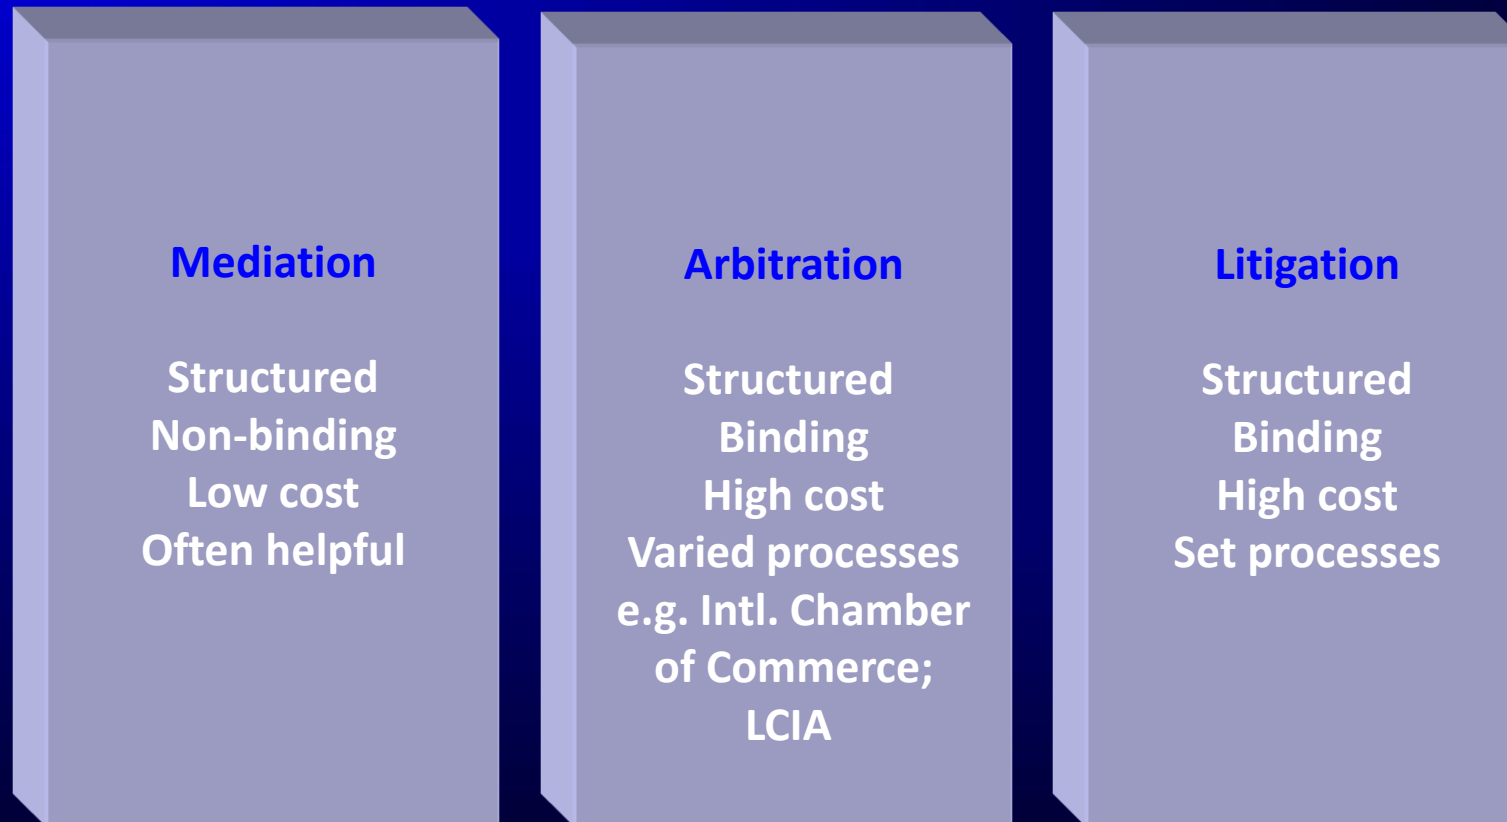 Mediation
Structured
Non-binding
Low cost
Often helpful
Arbitration
Structured
Binding
High cost
Varied processes
e.g. Intl. Chamber
of Commerce;
LCIA
Litigation
Structured
Binding
High cost
Set processes